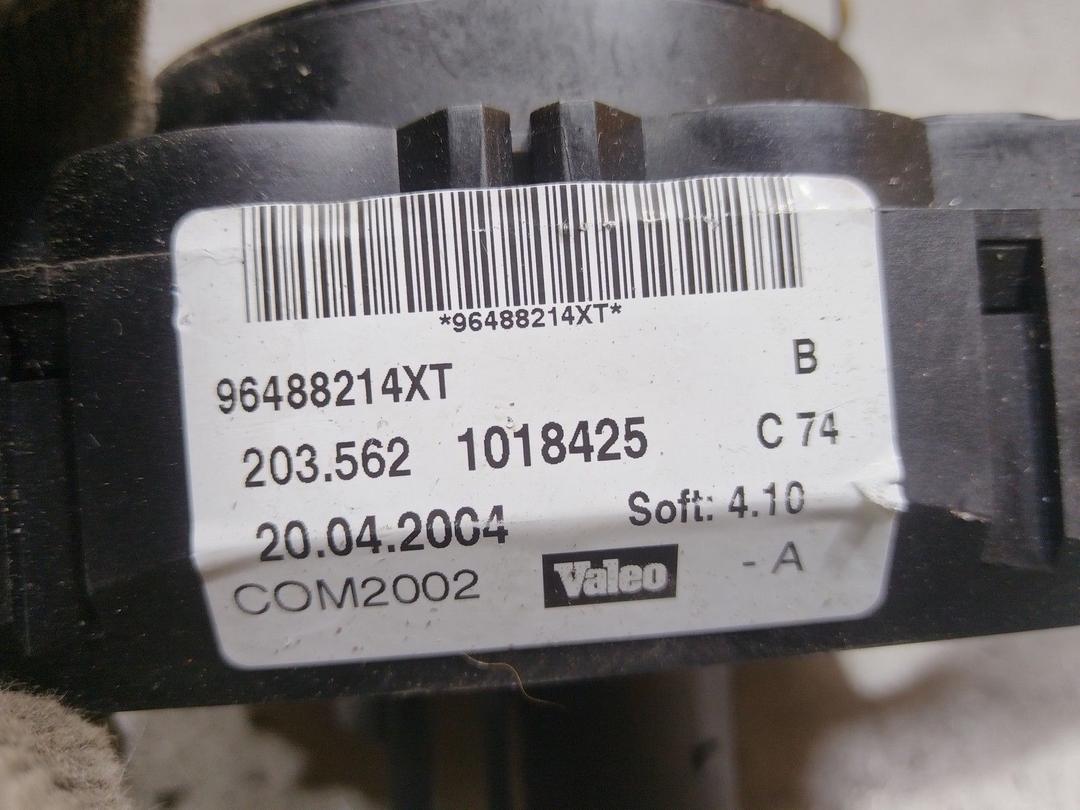 *96488214XT*
96488214XT B
203.562 1018425 C 74
20.04.2004 Soft: 4.10
COM2002 Valeo - A